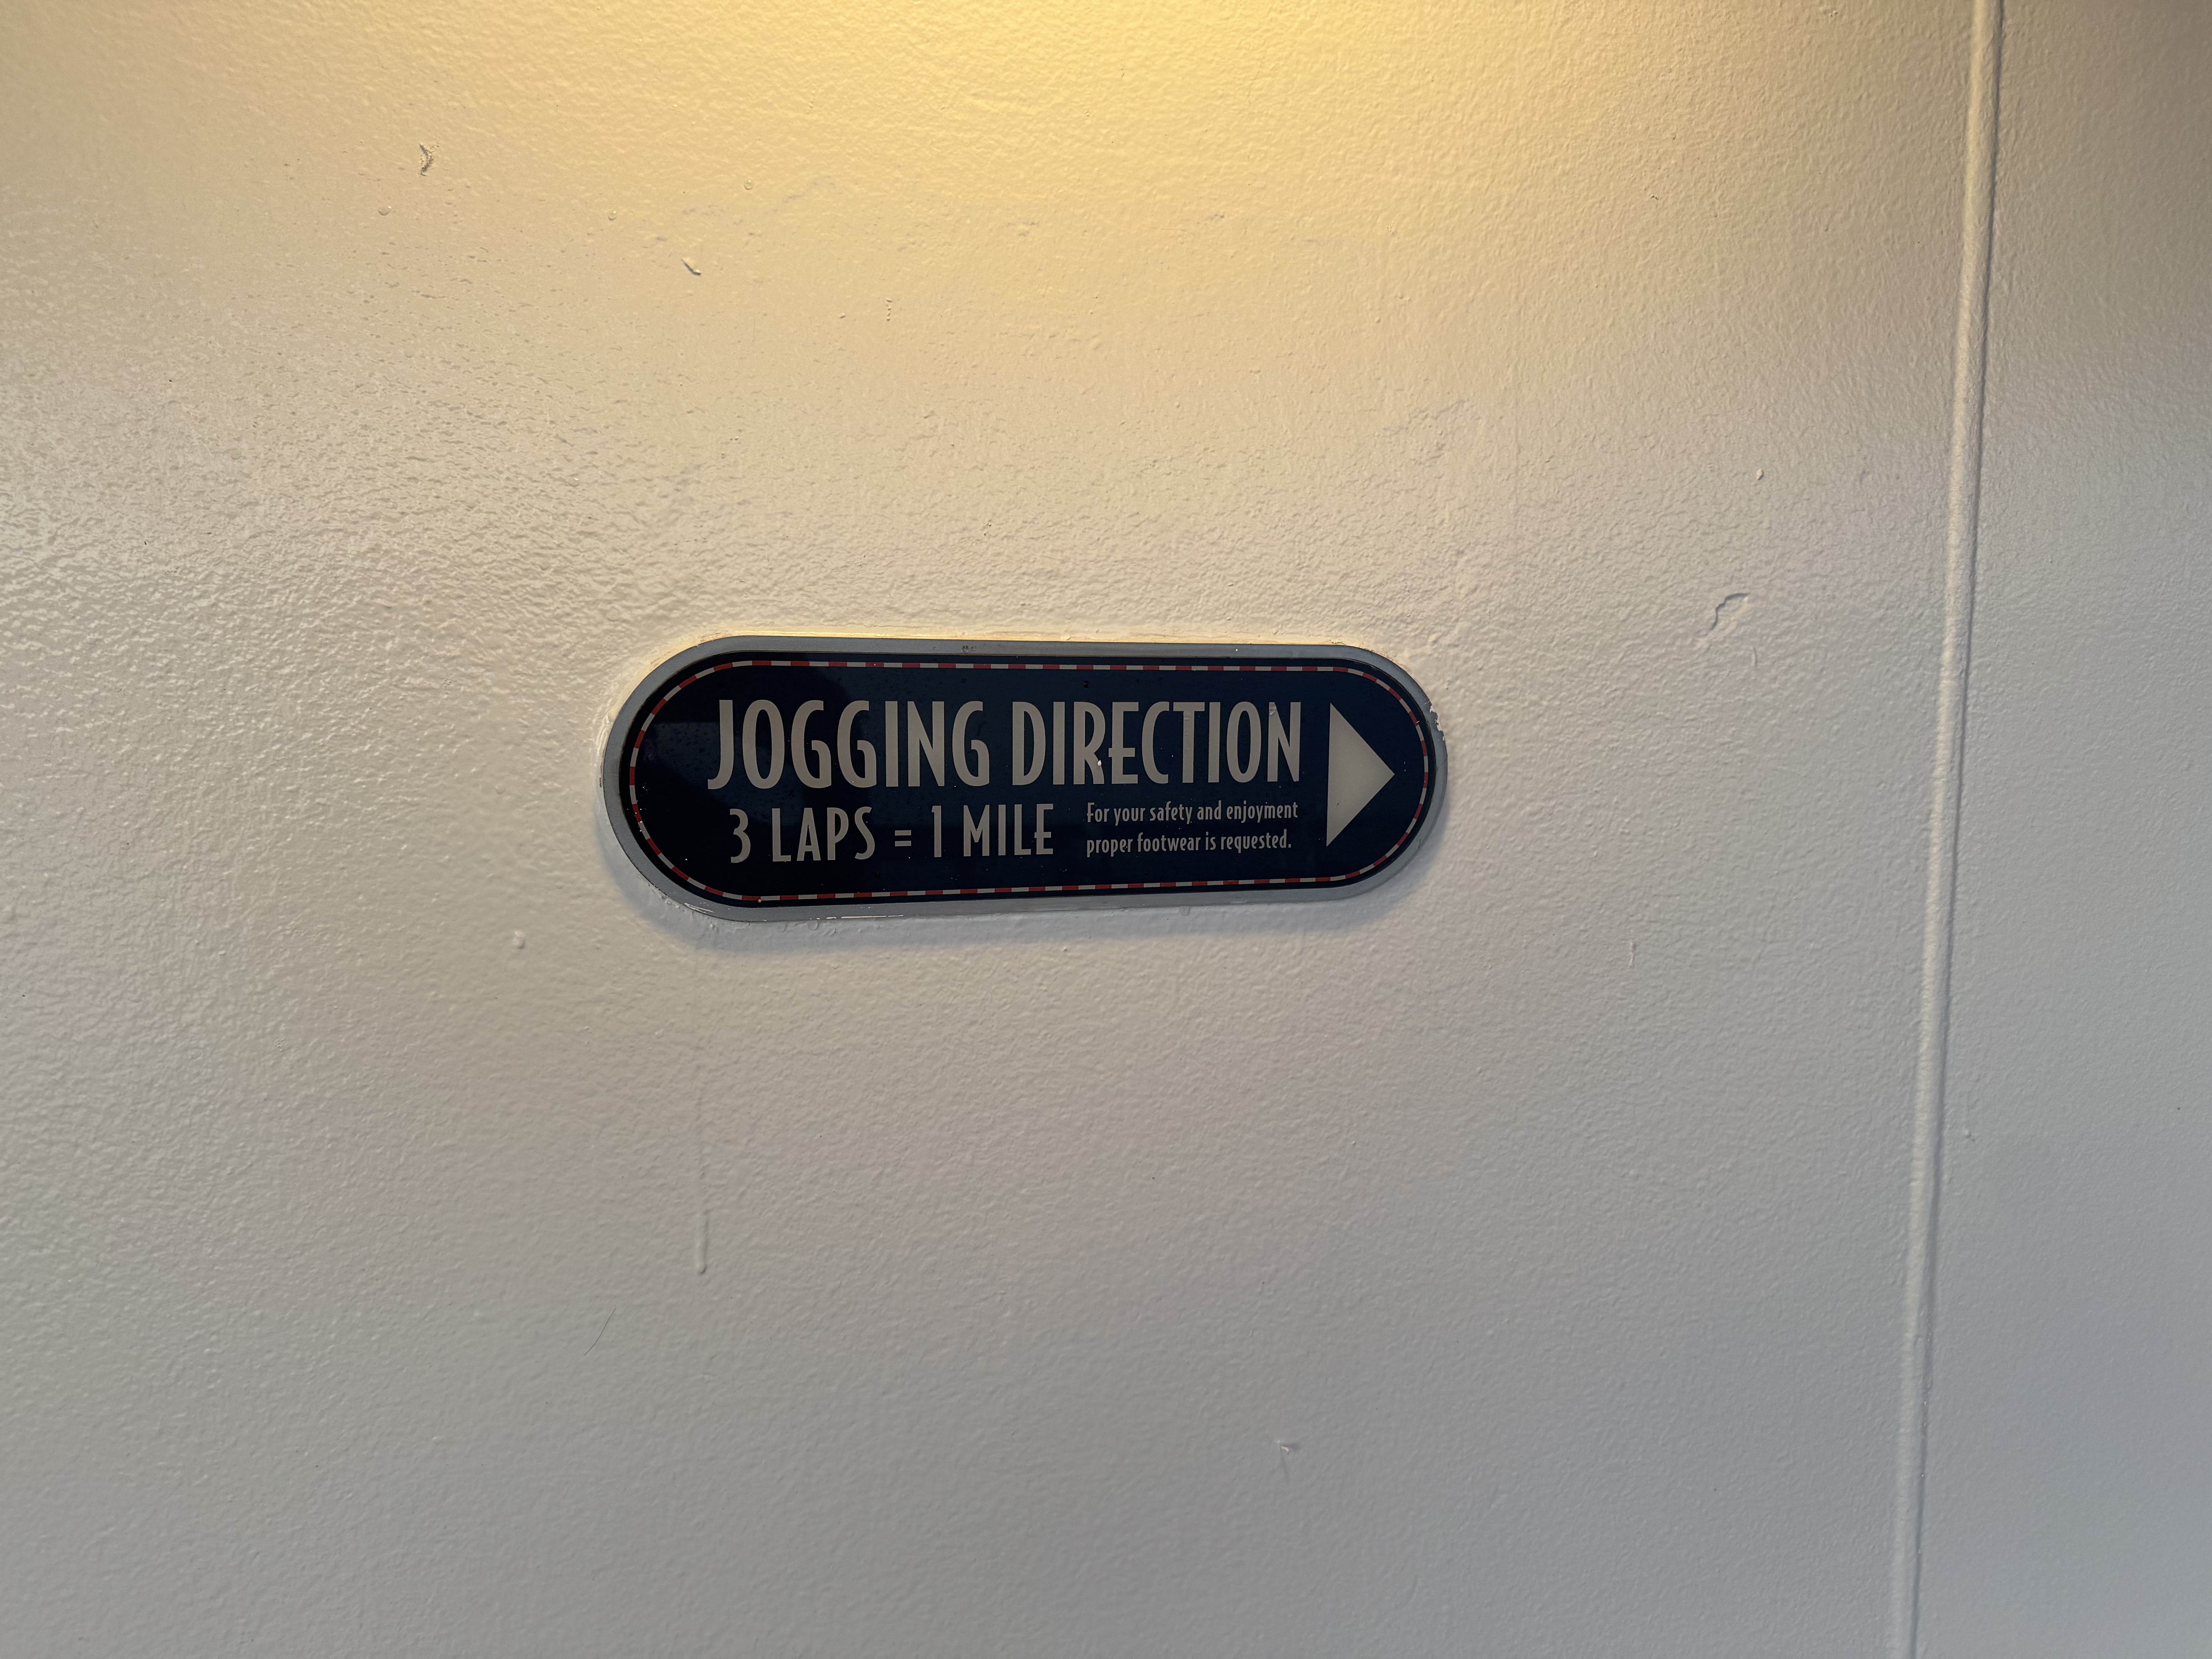 JOGGING DIRECTION
3 LAPS = 1 MILE
For your safety and enjoyment
proper footwear is requested.